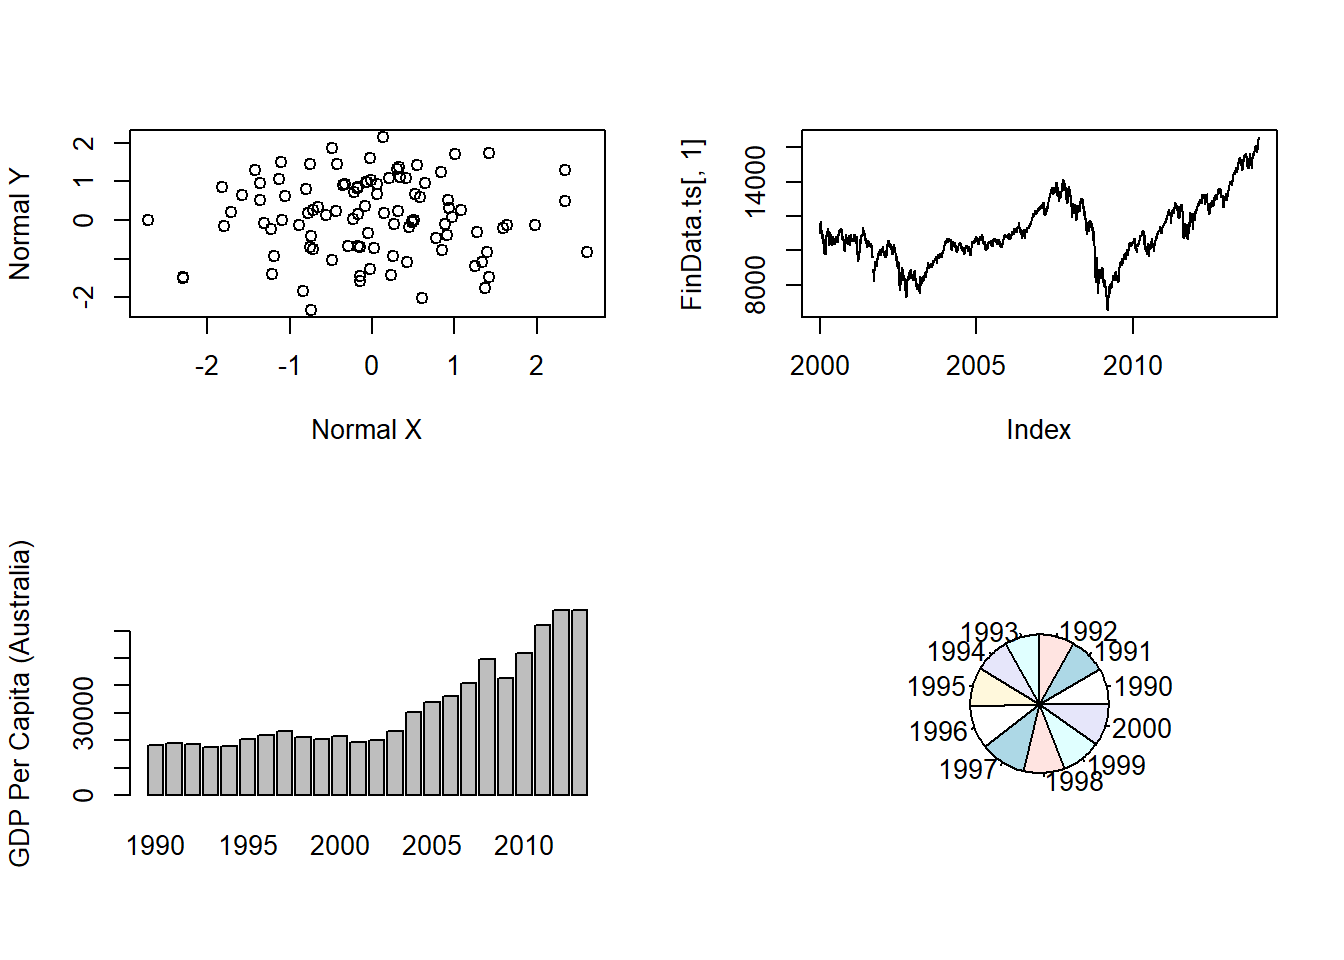 Normal Y
2
1
0
-2
-2 -1 0 1 2
Normal X
FinData.ts[, 1]
14000
8000
2000 2005 2010
Index
GDP Per Capita (Australia)
30000
0
1990 1995 2000 2005 2010
1993 1992
1994 1991
1995 1990
1996 2000
1997 1999
1998